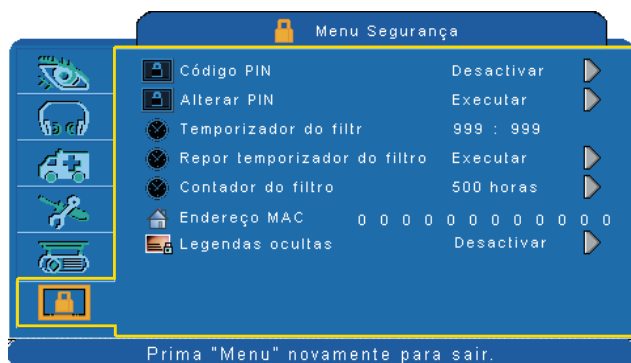 Menu Segurança
Código PIN Desactivar
Alterar PIN Executar
Temporizador do filtr 999 : 999
Repor temporizador do filtro Executar
Contador do filtro 500 horas
Endereço MAC 0 0 0 0 0 0 0 0 0 0 0 0
Legendas ocultas Desactivar
Prima "Menu" novamente para sair.